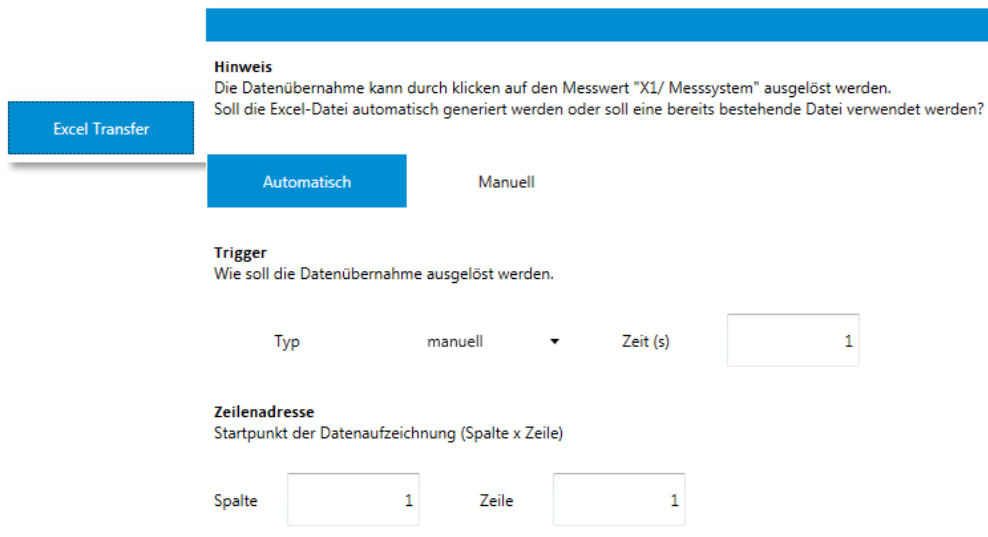 Excel Transfer
Hinweis
Die Datenübernahme kann durch klicken auf den Messwert "X1/ Messsystem" ausgelöst werden.
Soll die Excel-Datei automatisch generiert werden oder soll eine bereits bestehende Datei verwendet werden?
Automatisch Manuell
Trigger
Wie soll die Datenübernahme ausgelöst werden.
Typ manuell Zeit (s) 1
Zeilenadresse
Startpunkt der Datenaufzeichnung (Spalte x Zeile)
Spalte 1 Zeile 1